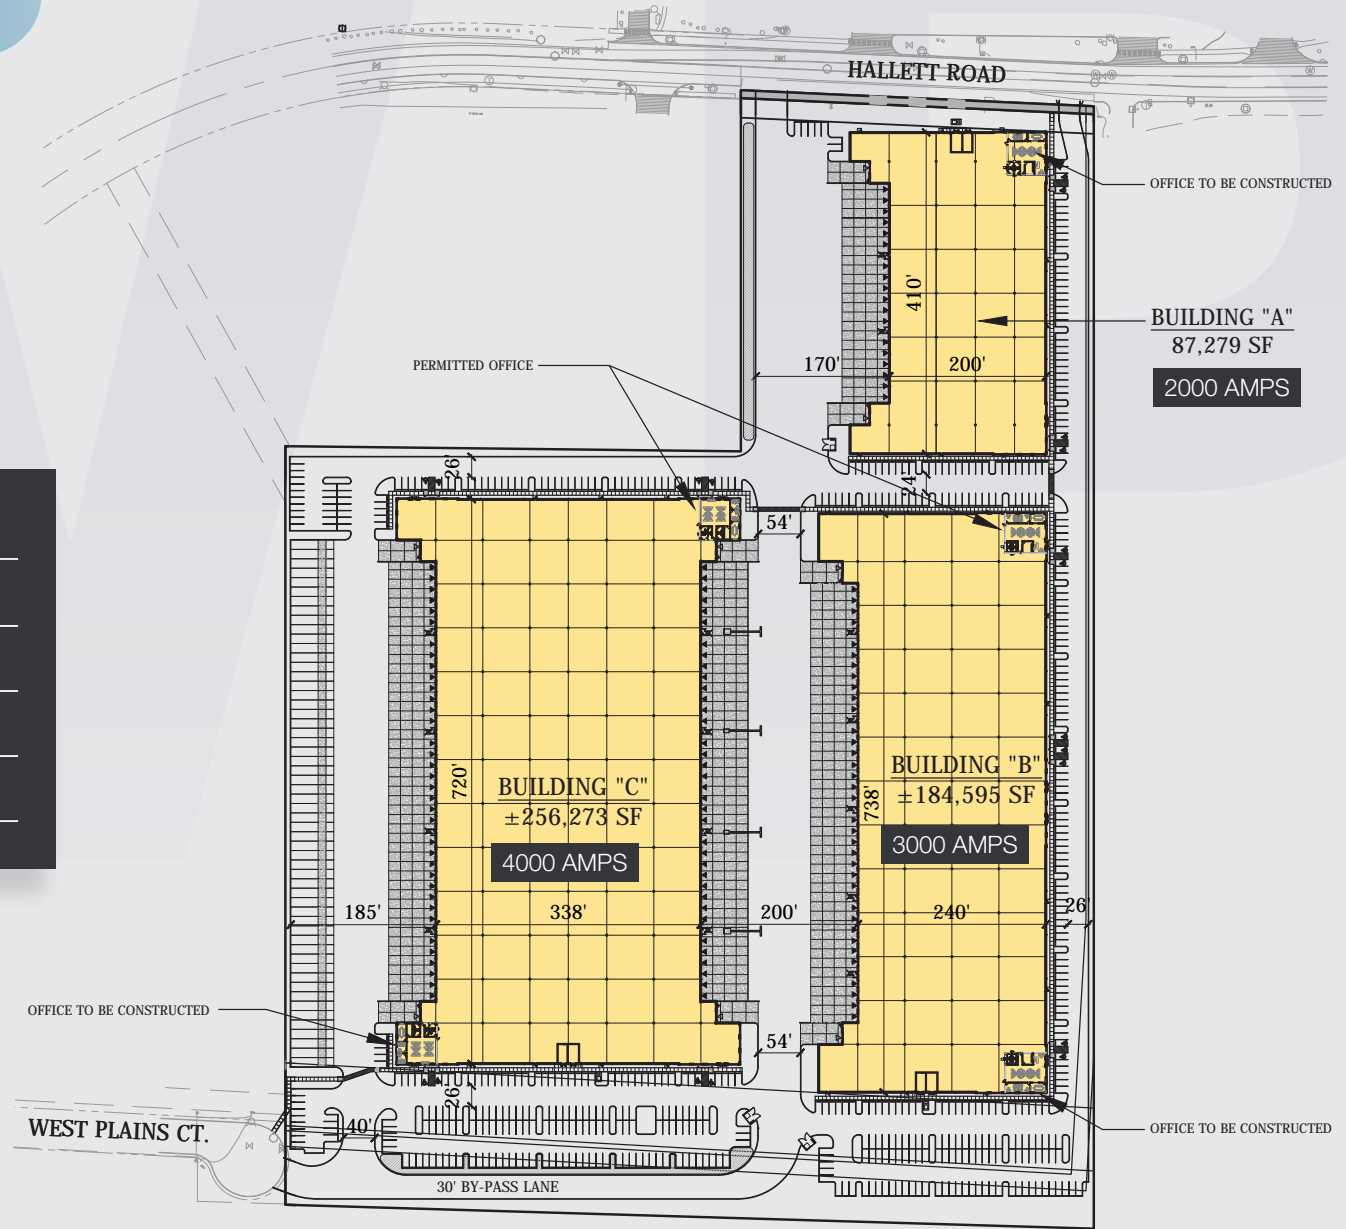 HALLETT ROAD
OFFICE TO BE CONSTRUCTED
410'
BUILDING "A"
87,279 SF
2000 AMPS
170'
200'
PERMITTED OFFICE
26'
24'
54'
720'
BUILDING "C"
±256,273 SF
4000 AMPS
BUILDING "B"
±184,595 SF
738'
3000 AMPS
185'
338'
200'
240'
26'
OFFICE TO BE CONSTRUCTED
54'
26'
WEST PLAINS CT.
40'
OFFICE TO BE CONSTRUCTED
30' BY-PASS LANE